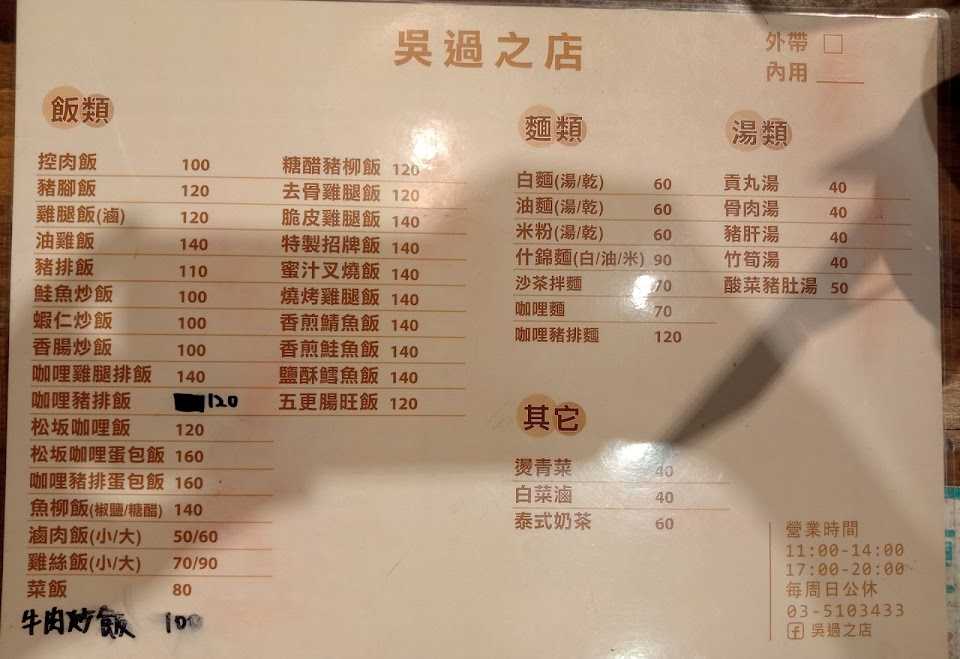 吳過之店
外帶 □
內用
飯類
控肉飯 100
豬腳飯 120
雞腿飯(滷) 120
油雞飯 140
豬排飯 110
鮭魚炒飯 100
蝦仁炒飯 100
香腸炒飯 100
咖哩雞腿排飯 140
咖哩豬排飯 120
松坂咖哩飯 120
松坂咖哩蛋包飯 160
咖哩豬排蛋包飯 160
魚柳飯(椒鹽/糖醋) 140
滷肉飯(小/大) 50/60
雞絲飯(小/大) 70/90
菜飯 80
牛肉炒飯 100
糖醋豬柳飯 120
去骨雞腿飯 120
脆皮雞腿飯 140
特製招牌飯 140
蜜汁叉燒飯 140
燒烤雞腿飯 140
香煎鯖魚飯 140
香煎鮭魚飯 140
鹽酥鱈魚飯 140
五更腸旺飯 120
麵類
白麵(湯/乾) 60
油麵(湯/乾) 60
米粉(湯/乾) 60
什錦麵(白/油/米) 90
沙茶拌麵 70
咖哩麵 70
咖哩豬排麵 120
湯類
貢丸湯 40
骨肉湯 40
豬肝湯 40
竹筍湯 40
酸菜豬肚湯 50
其它
燙青菜 40
白菜滷 40
泰式奶茶 60
營業時間
11:00-14:00
17:00-20:00
每周日公休
03-5103433
吳過之店